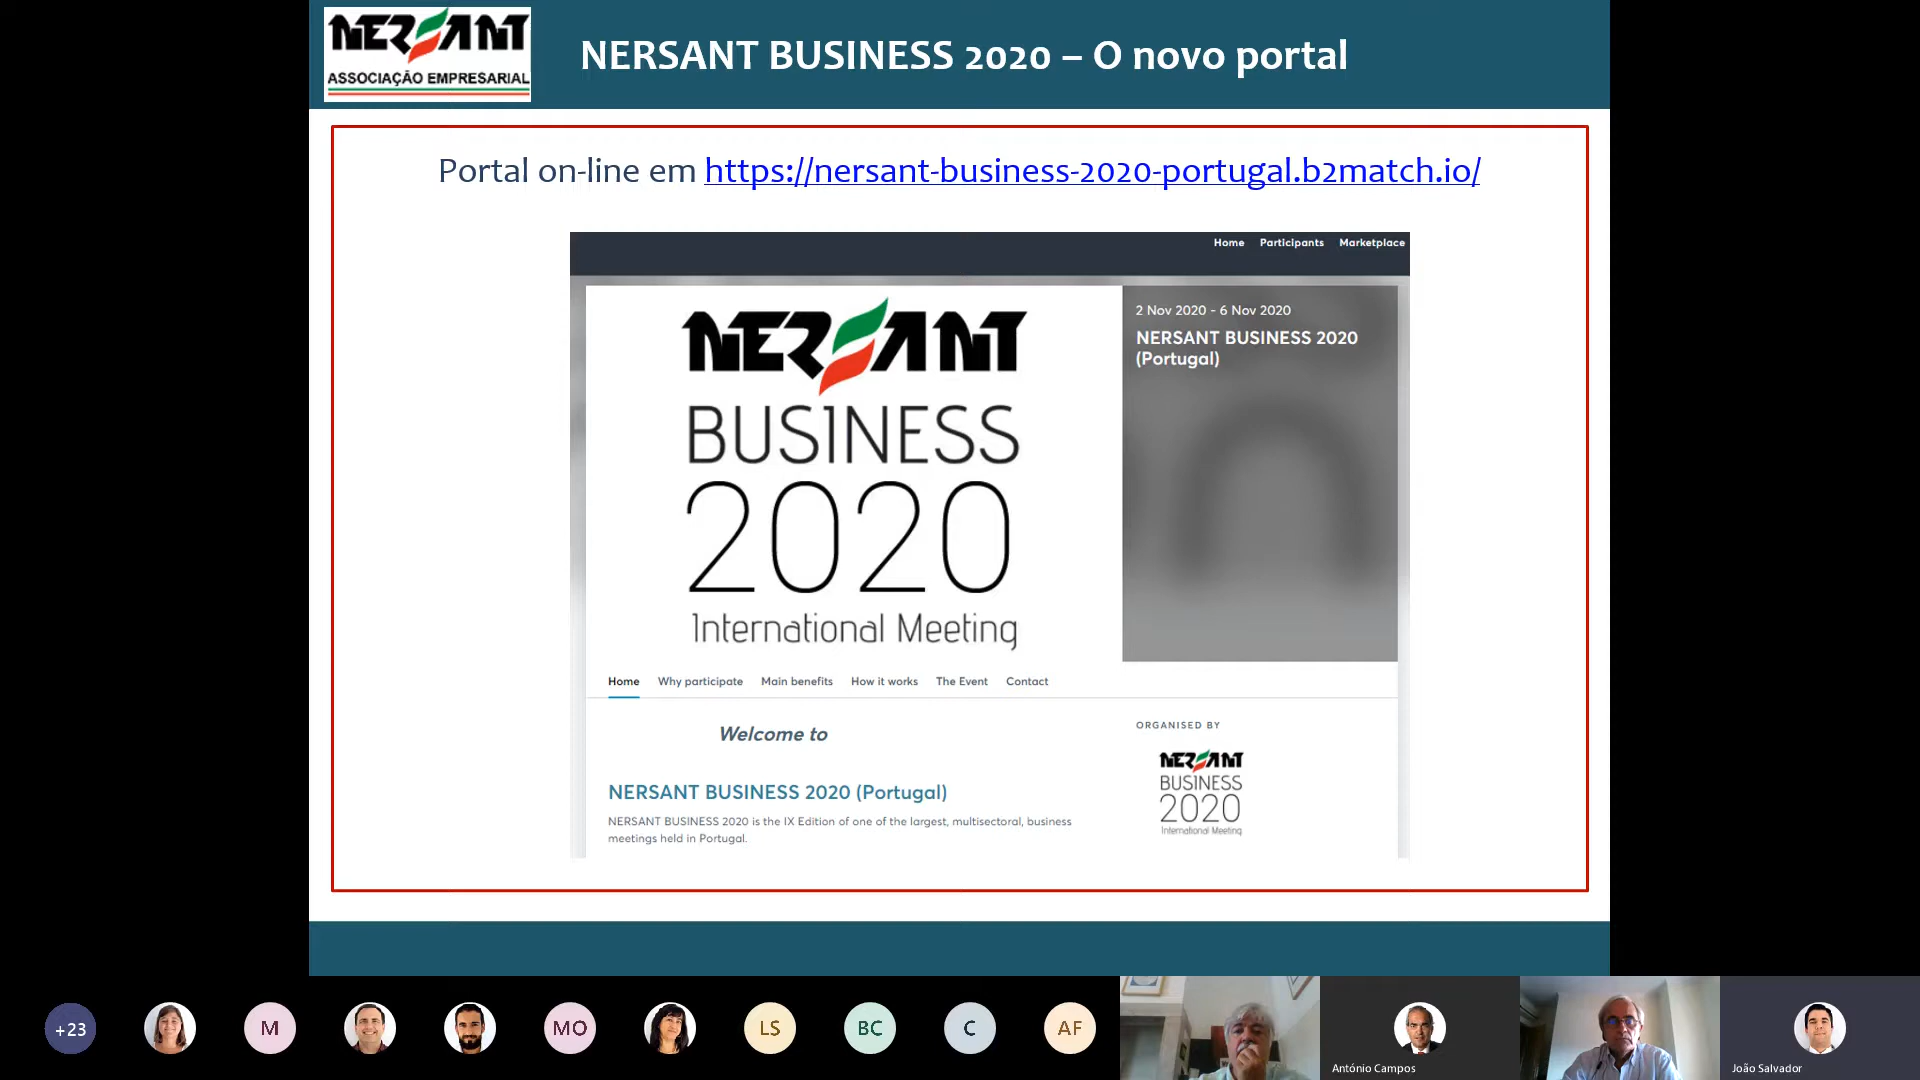 NERSANT
ASSOCIAÇÃO EMPRESARIAL
NERSANT BUSINESS 2020 – O novo portal
Portal on-line em https://nersant-business-2020-portugal.b2match.io/
Home Participants Marketplace
NERSANT
BUSINESS
2020
International Meeting
2 Nov 2020 - 6 Nov 2020
NERSANT BUSINESS 2020
(Portugal)
Home Why participate Main benefits How it works The Event Contact
Welcome to
NERSANT BUSINESS 2020 (Portugal)
NERSANT BUSINESS 2020 is the IX Edition of one of the largest, multisectoral, business
meetings held in Portugal.
ORGANISED BY
NERSANT
BUSINESS
2020
International Meeting
+23 M MO LS BC C AF
António Campos
João Salvador